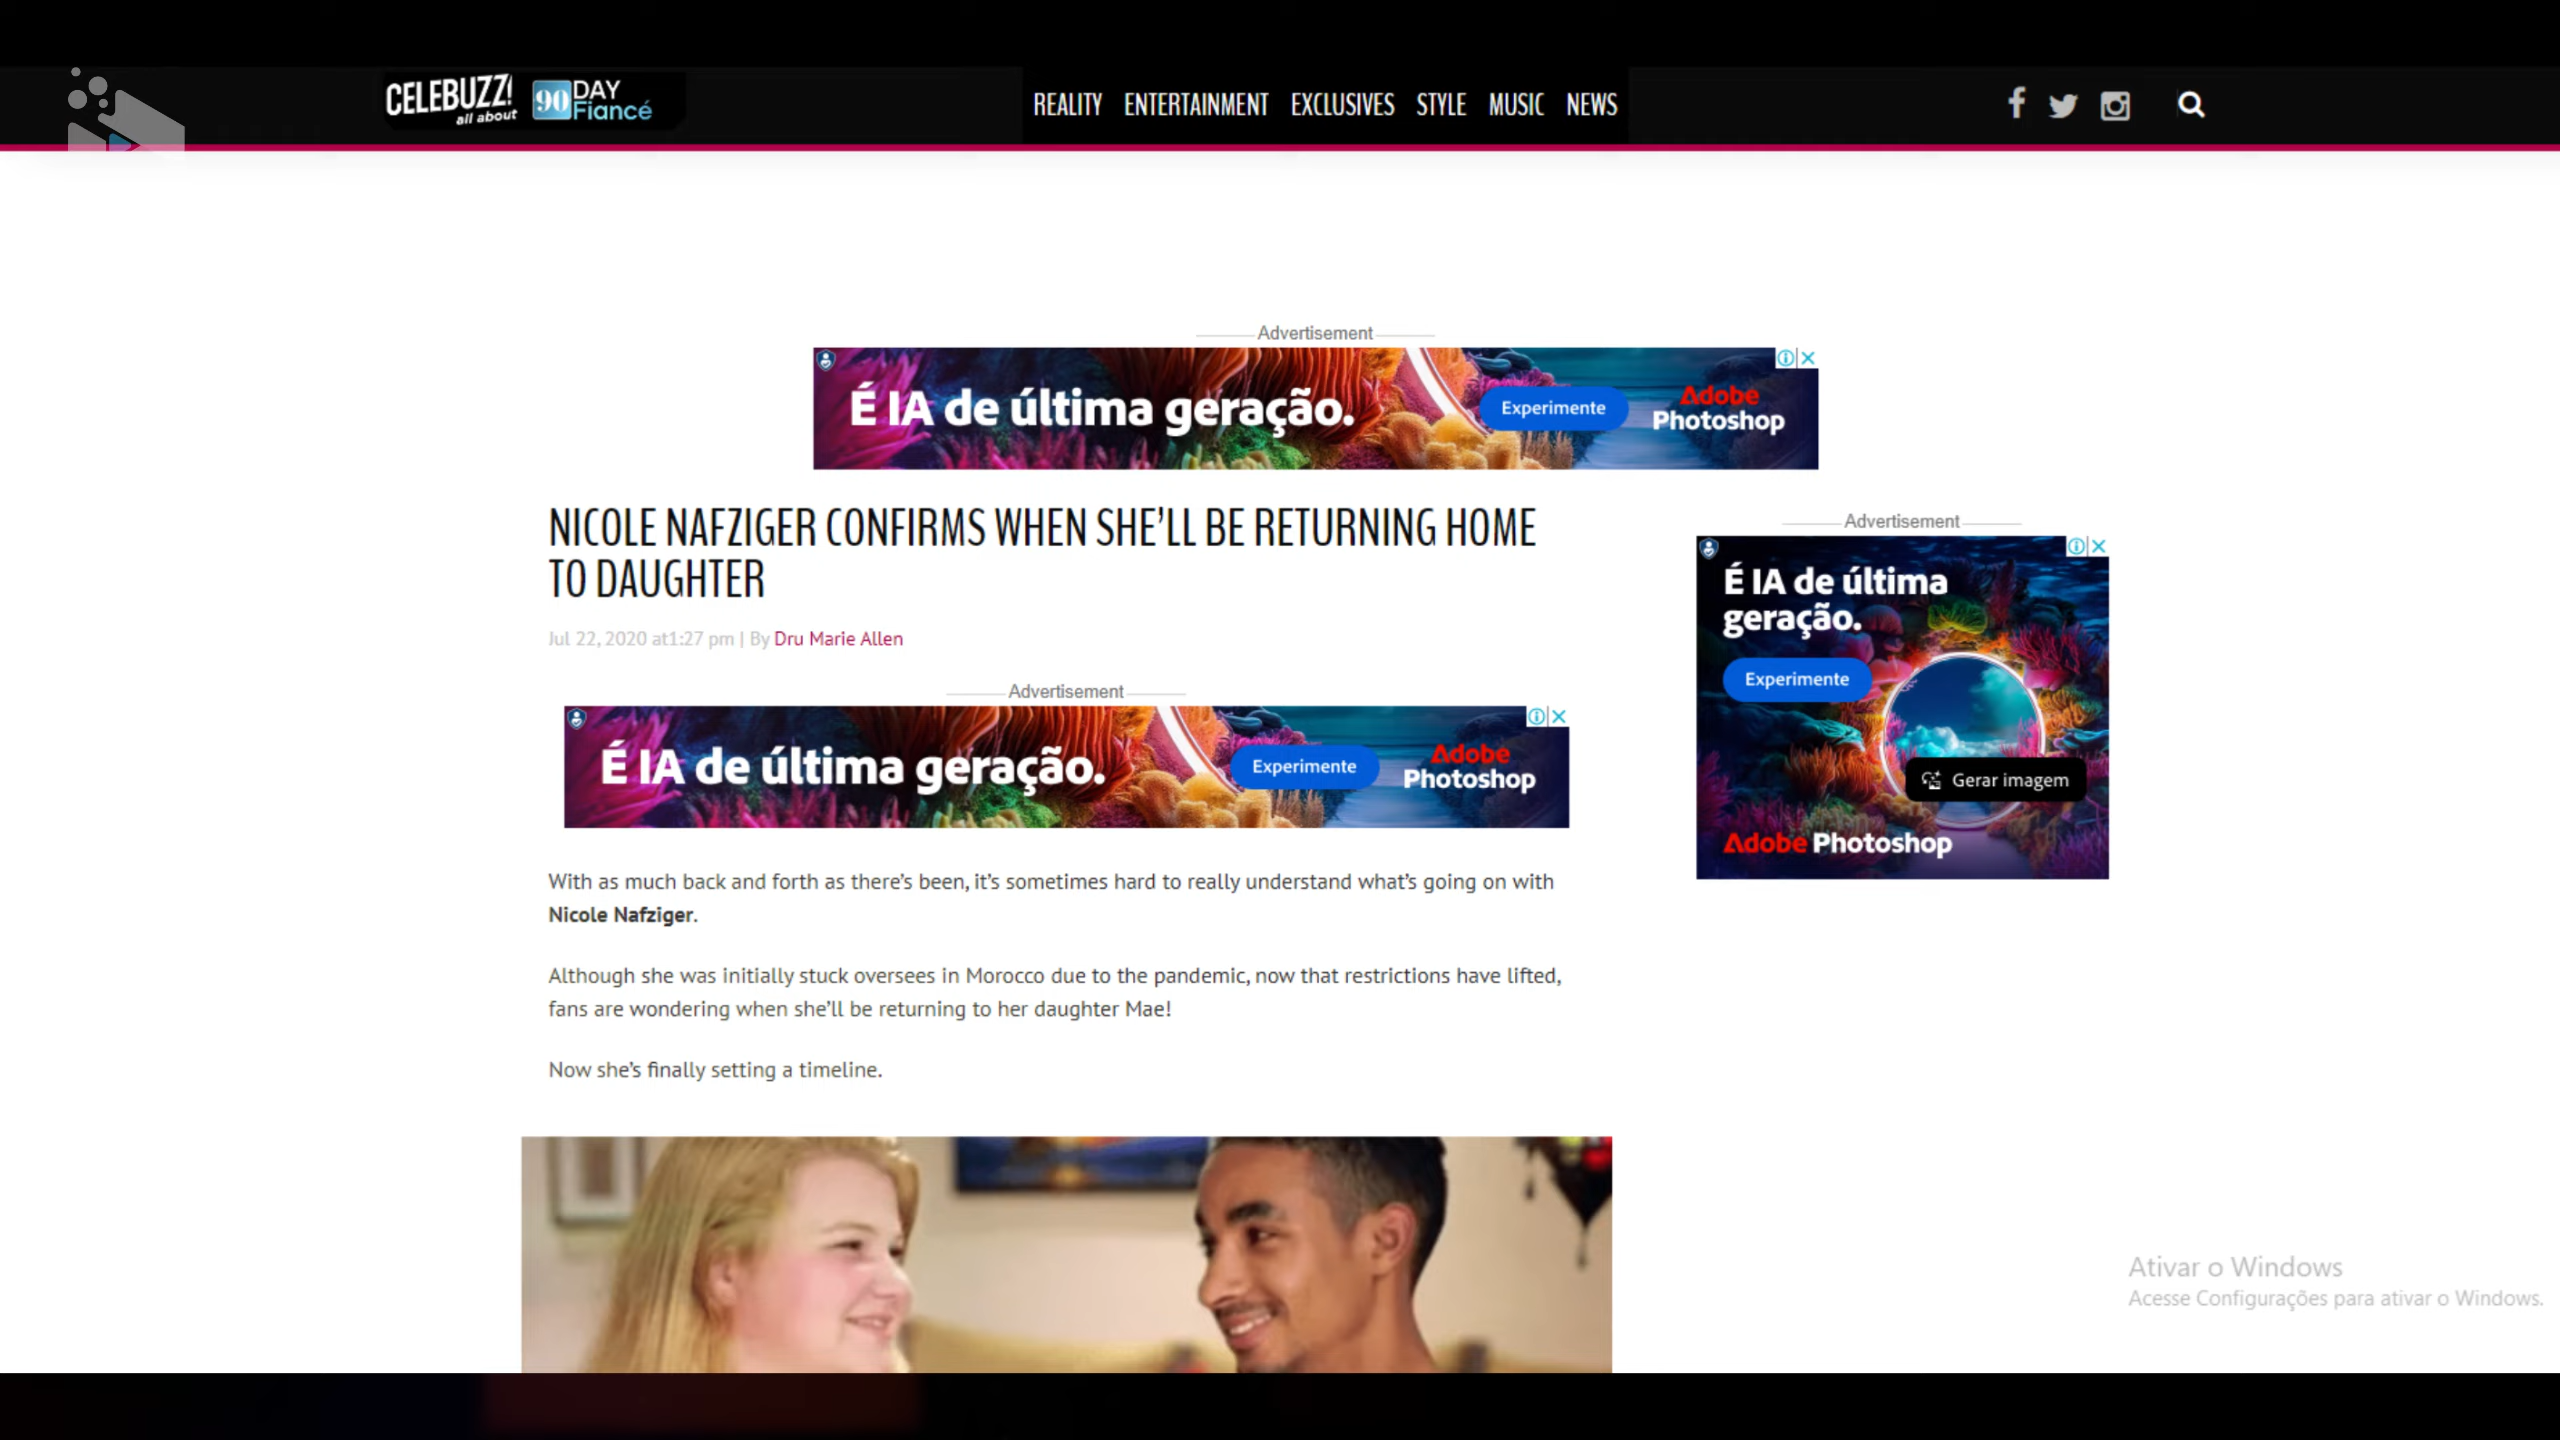 CELEBUZZ!
all about
90 DAY
Fiancé
REALITY ENTERTAINMENT EXCLUSIVES STYLE MUSIC NEWS
Advertisement
É IA de última geração.
Experimente
Adobe
Photoshop
NICOLE NAFZIGER CONFIRMS WHEN SHE’LL BE RETURNING HOME
TO DAUGHTER
Jul 22, 2020 at1:27 pm | By Dru Marie Allen
Advertisement
É IA de última geração.
Experimente
Adobe
Photoshop
Advertisement
É IA de última
geração.
Experimente
Gerar imagem
Adobe Photoshop
With as much back and forth as there’s been, it’s sometimes hard to really understand what’s going on with
Nicole Nafziger.
Although she was initially stuck oversees in Morocco due to the pandemic, now that restrictions have lifted,
fans are wondering when she’ll be returning to her daughter Mae!
Now she’s finally setting a timeline.
Ativar o Windows
Acesse Configurações para ativar o Windows.